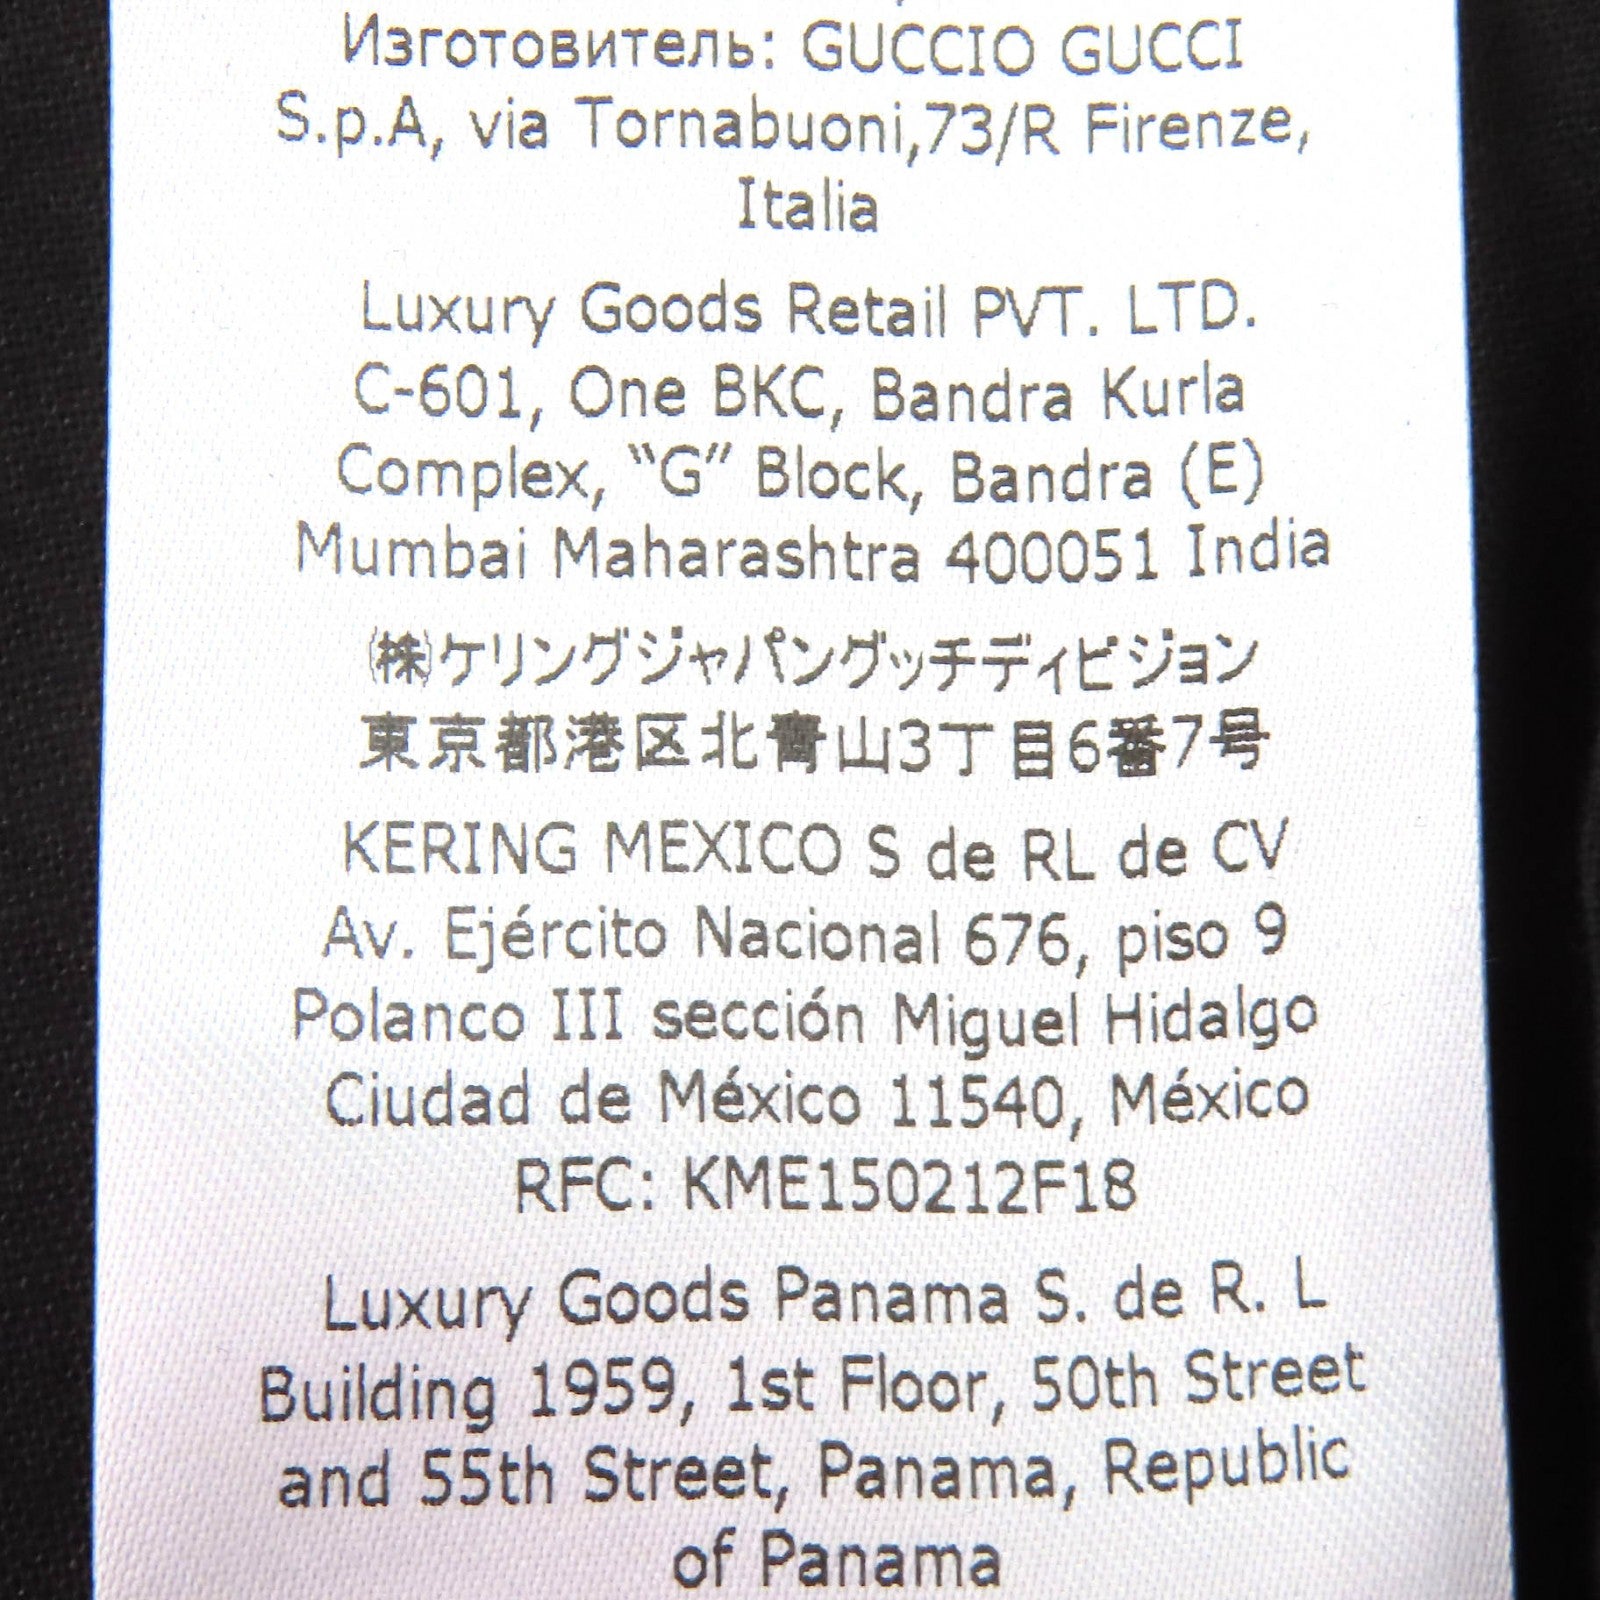 Изготовитель: GUCCIO GUCCI
S.p.A, via Tornabuoni,73/R Firenze,
Italia
Luxury Goods Retail PVT. LTD.
C-601, One BKC, Bandra Kurla
Complex, “G” Block, Bandra (E)
Mumbai Maharashtra 400051 India
㈱ケリングジャパングッチディビジョン
東京都港区北青山3丁目6番7号
KERING MEXICO S de RL de CV
Av. Ejército Nacional 676, piso 9
Polanco III sección Miguel Hidalgo
Ciudad de México 11540, México
RFC: KME150212F18
Luxury Goods Panama S. de R. L
Building 1959, 1st Floor, 50th Street
and 55th Street, Panama, Republic
of Panama